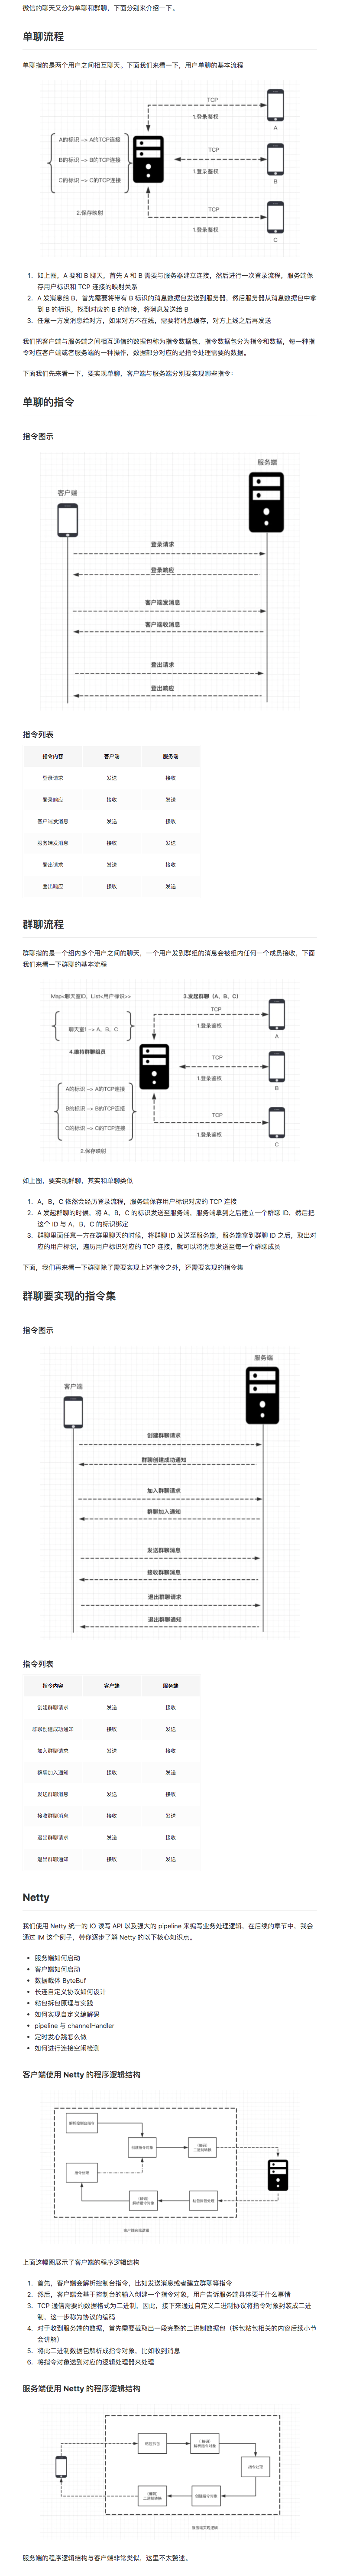 微信的聊天又分为单聊和群聊，下面分别来介绍一下。
单聊流程
单聊指的是两个用户之间相互聊天。下面我们来看一下，用户单聊的基本流程
TCP
1.登录鉴权
A
A的标识 -> A的TCP连接
B的标识 -> B的TCP连接
C的标识 -> C的TCP连接
TCP
1.登录鉴权
B
2.保存映射
TCP
1.登录鉴权
C
1. 如上图，A 要和 B 聊天，首先 A 和 B 需要与服务器建立连接，然后进行一次登录流程，服务端保
存用户标识和 TCP 连接的映射关系
2. A 发消息给 B，首先需要将带有 B 标识的消息数据包发送到服务器，然后服务器从消息数据包中拿
到 B 的标识，找到对应的 B 的连接，将消息发送给 B
3. 任意一方发消息给对方，如果对方不在线，需要将消息缓存，对方上线之后再发送
我们把客户端与服务端之间相互通信的数据包称为指令数据包，指令数据包分为指令和数据，每一种指
令对应客户端或者服务端的一种操作，数据部分对应的是指令处理需要的数据。
下面我们先来看一下，要实现单聊，客户端与服务端分别要实现哪些指令：
单聊的指令
指令图示
服务端
客户端
登录请求
登录响应
客户端发消息
客户端收消息
登出请求
登出响应
指令列表
指令内容 客户端 服务端
登录请求 发送 接收
登录响应 接收 发送
客户端发消息 发送 接收
服务端发消息 接收 发送
登出请求 发送 接收
登出响应 接收 发送
群聊流程
群聊指的是一个组内多个用户之间的聊天，一个用户发到群组的消息会被组内任何一个成员接收，下面
我们来看一下群聊的基本流程
Map<聊天室ID，List<用户标识>>
3.发起群聊（A，B，C）
TCP
1.登录鉴权
A
聊天室1 -> A，B，C
4.维持群聊组员
TCP
1.登录鉴权
B
A的标识 -> A的TCP连接
B的标识 -> B的TCP连接
C的标识 -> C的TCP连接
TCP
1.登录鉴权
C
2.保存映射
如上图，要实现群聊，其实和单聊类似
1. A，B，C 依然会经历登录流程，服务端保存用户标识对应的 TCP 连接
2. A 发起群聊的时候，将 A，B，C 的标识发送至服务端，服务端拿到之后建立一个群聊 ID，然后把
这个 ID 与 A，B，C 的标识绑定
3. 群聊里面任意一方在群里聊天的时候，将群聊 ID 发送至服务端，服务端拿到群聊 ID 之后，取出对
应的用户标识，遍历用户标识对应的 TCP 连接，就可以将消息发送至每一个群聊成员
下面，我们再来看一下群聊除了需要实现上述指令之外，还需要实现的指令集
群聊要实现的指令集
指令图示
服务端
客户端
创建群聊请求
群聊创建成功通知
加入群聊请求
群聊加入通知
发送群聊消息
接收群聊消息
退出群聊请求
退出群聊通知
指令列表
指令内容 客户端 服务端
创建群聊请求 发送 接收
群聊创建成功通知 接收 发送
加入群聊请求 发送 接收
群聊加入通知 接收 发送
发送群聊消息 发送 接收
接收群聊消息 接收 发送
退出群聊请求 发送 接收
退出群聊通知 接收 发送
Netty
我们使用 Netty 统一的 IO 读写 API 以及强大的 pipeline 来编写业务处理逻辑，在后续的章节中，我会
通过 IM 这个例子，带你逐步了解 Netty 的以下核心知识点。
• 服务端如何启动
• 客户端如何启动
• 数据载体 ByteBuf
• 长连自定义协议如何设计
• 粘包拆包原理与实践
• 如何实现自定义编解码
• pipeline 与 channelHandler
• 定时发心跳怎么做
• 如何进行连接空闲检测
客户端使用 Netty 的程序逻辑结构
解析控制台指令
创建指令对象
（编码）
二进制转换
指令处理
（解码）
解析指令对象
粘包拆包处理
客户端实现逻辑
上面这幅图展示了客户端的程序逻辑结构
1. 首先，客户端会解析控制台指令，比如发送消息或者建立群聊等指令
2. 然后，客户端会基于控制台的输入创建一个指令对象，用户告诉服务端具体要干什么事情
3. TCP 通信需要的数据格式为二进制，因此，接下来通过自定义二进制协议将指令对象封装成二进
制，这一步称为协议的编码
4. 对于收到服务端的数据，首先需要截取出一段完整的二进制数据包（拆包粘包相关的内容后续小节
会讲解）
5. 将此二进制数据包解析成指令对象，比如收到消息
6. 将指令对象送到对应的逻辑处理器来处理
服务端使用 Netty 的程序逻辑结构
粘包拆包
（解码）
解析指令对象
指令处理
（编码）
二进制转换
创建指令对象
服务端实现逻辑
服务端的程序逻辑结构与客户端非常类似，这里不太赘述。